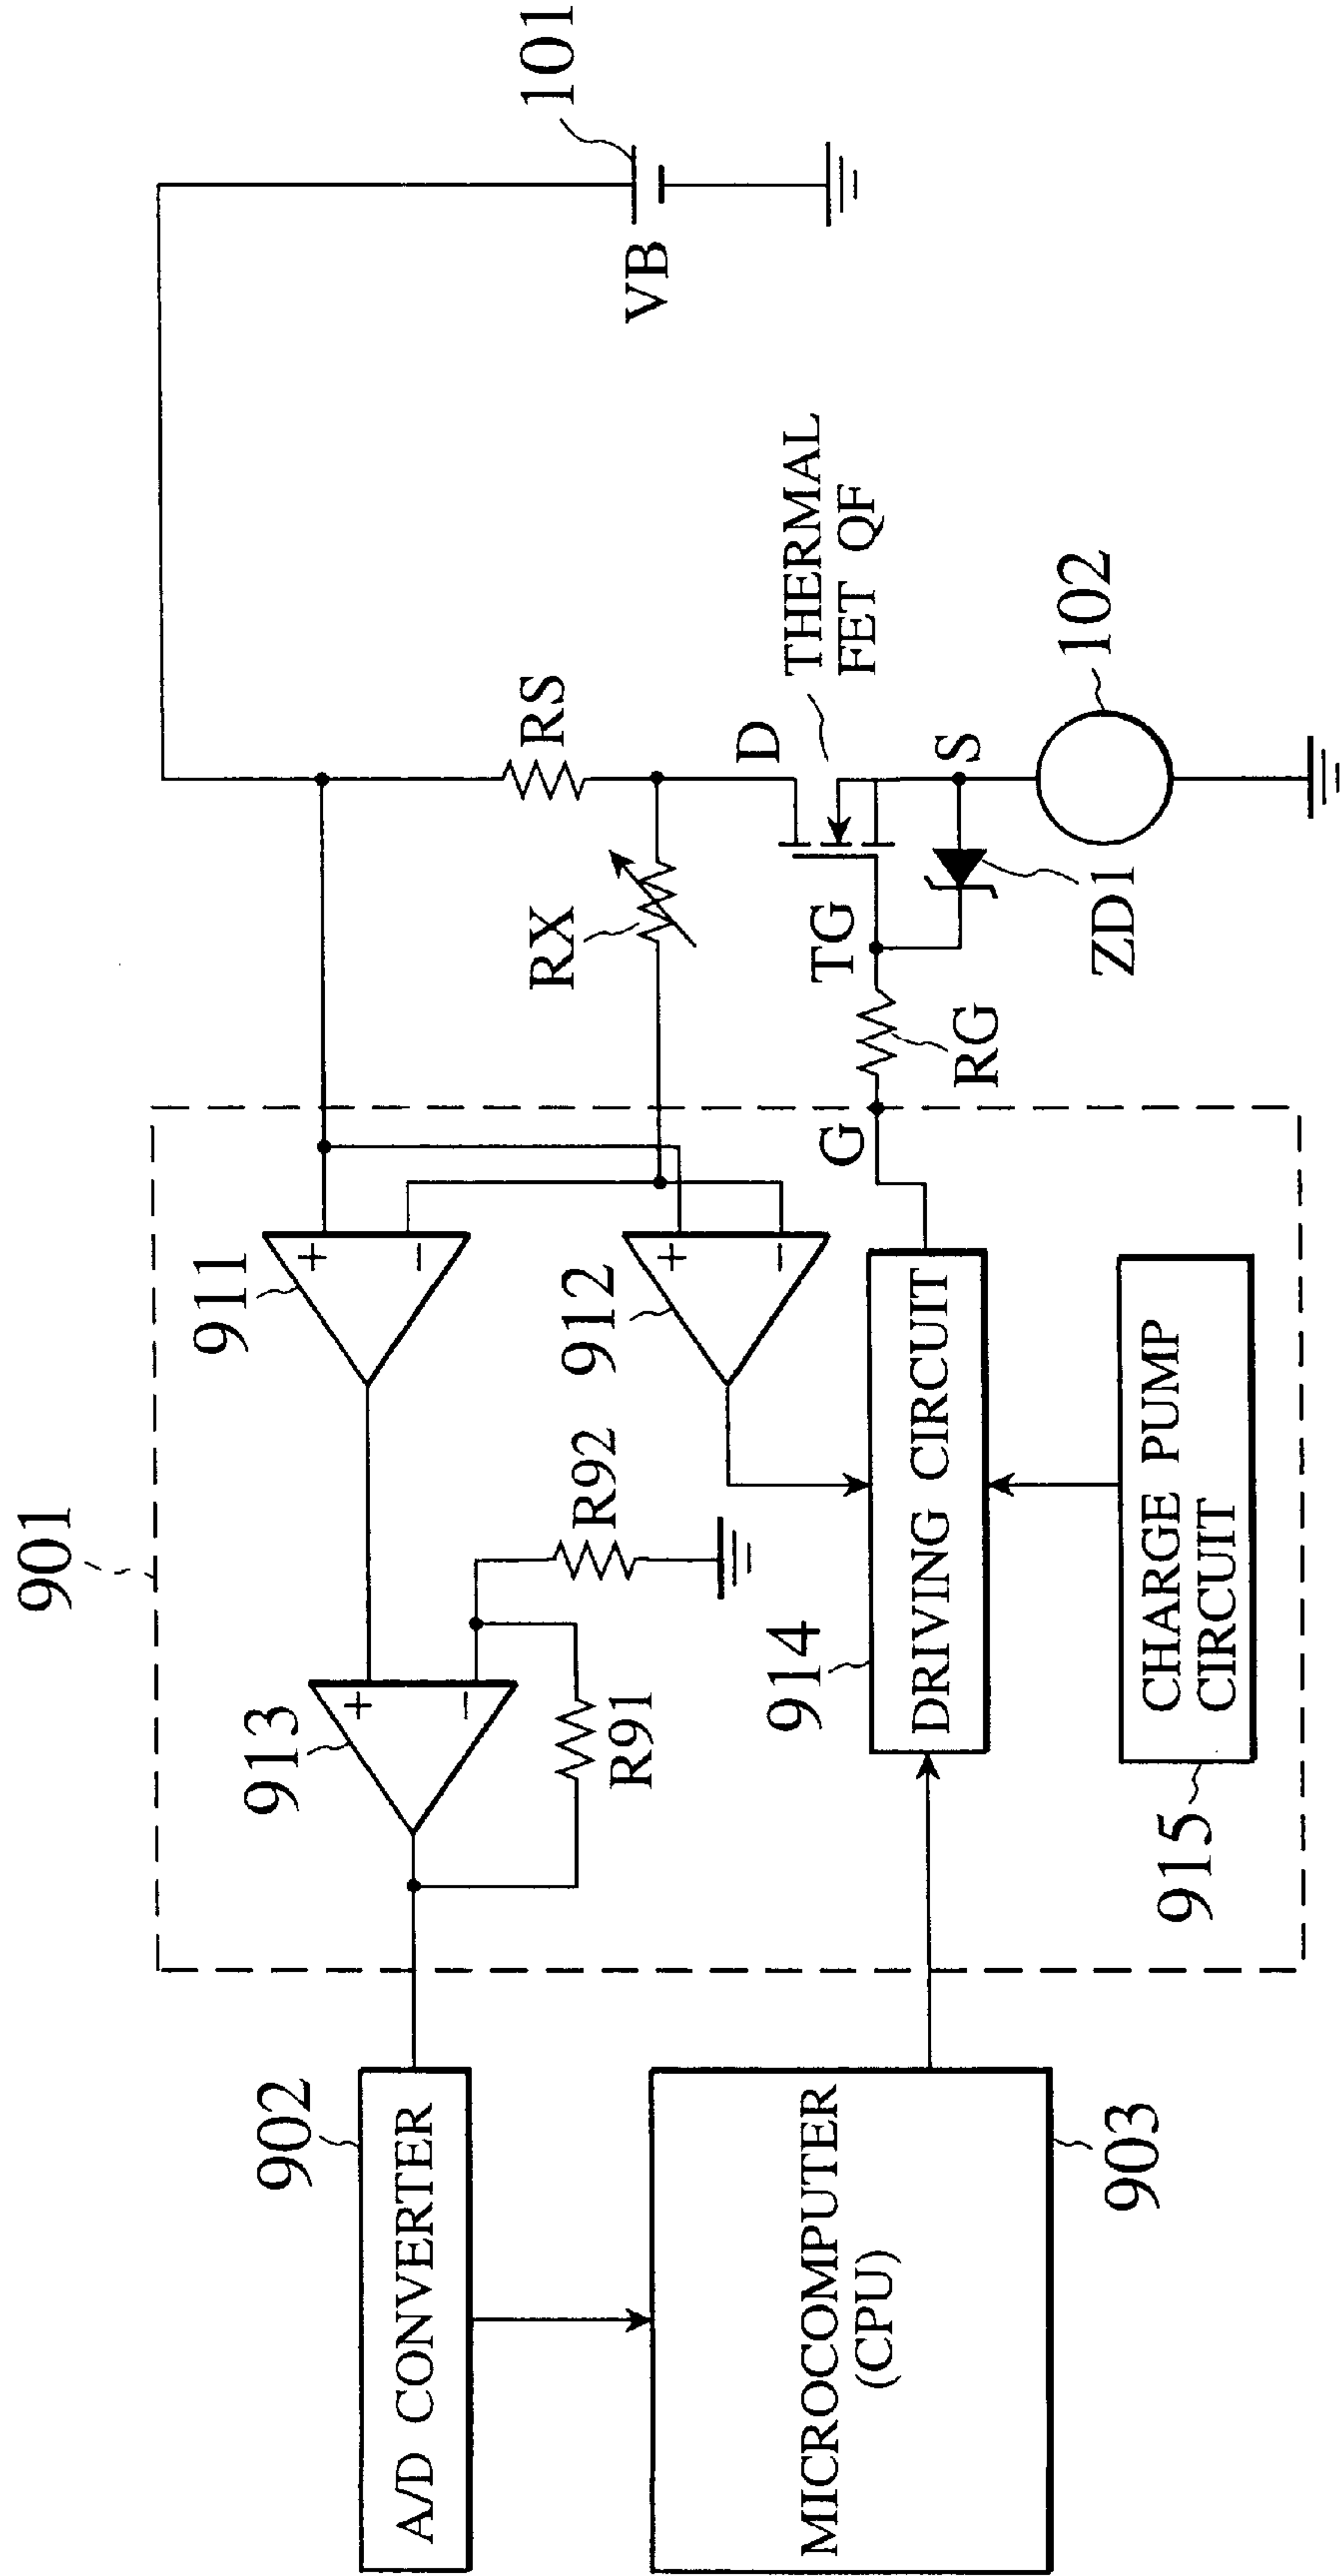 901
911
912
913
914
915
+
−
+
−
+
−
R91
R92
DRIVING CIRCUIT
CHARGE PUMP
CIRCUIT
902
A/D CONVERTER
MICROCOMPUTER
(CPU)
903
G
RG
TG
RX
RS
D
S
THERMAL
FET QF
ZD1
102
VB
101